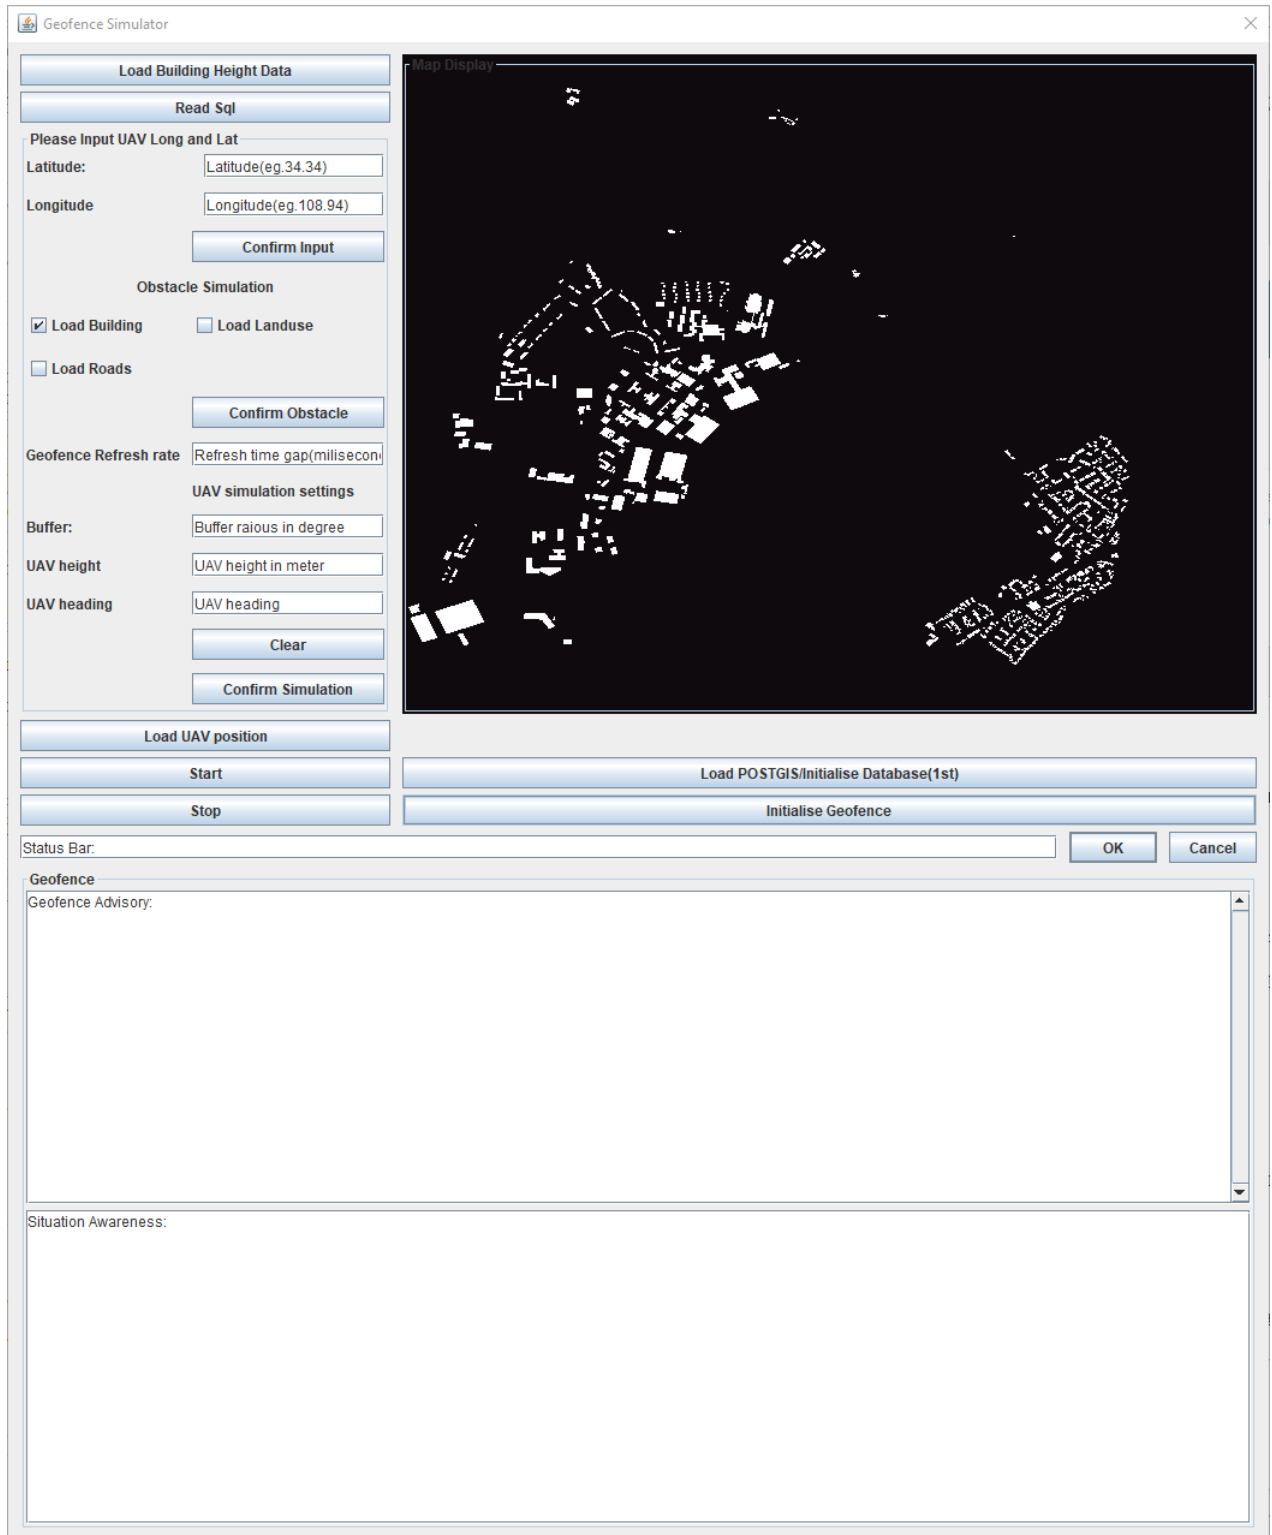 Geofence Simulator
Load Building Height Data
Map Display
Read Sql
Please Input UAV Long and Lat
Latitude: Latitude(eg.34.34)
Longitude Longitude(eg.108.94)
Confirm Input
Obstacle Simulation
Load Building Load Landuse
Load Roads
Confirm Obstacle
Geofence Refresh rate Refresh time gap(milisecon
UAV simulation settings
Buffer: Buffer raious in degree
UAV height UAV height in meter
UAV heading UAV heading
Clear
Confirm Simulation
Load UAV position
Start Load POSTGIS/Initialise Database(1st)
Stop Initialise Geofence
Status Bar: OK Cancel
Geofence
Geofence Advisory:
Situation Awareness: